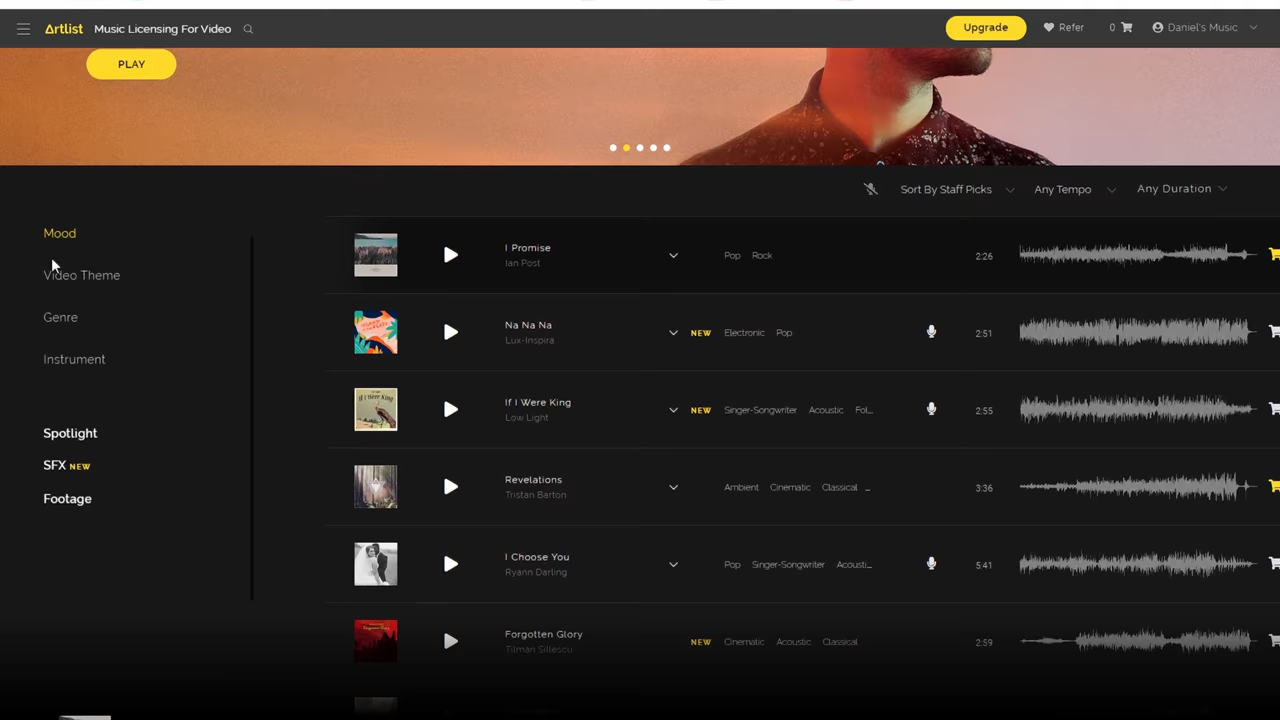 Artlist Music Licensing For Video Upgrade Refer 0 Daniel's Music
PLAY
Sort By Staff Picks Any Tempo Any Duration
Mood
Video Theme
Genre
Instrument
Spotlight
SFX NEW
Footage
I Promise
Ian Post
Pop Rock 2:26
Na Na Na
Lux-Inspira
NEW Electronic Pop 2:51
If I Were King
Low Light
NEW Singer-Songwriter Acoustic Fol... 2:55
Revelations
Tristan Barton
Ambient Cinematic Classical ... 3:36
I Choose You
Ryann Darling
Pop Singer-Songwriter Acousti... 5:41
Forgotten Glory
Tilman Sillescu
NEW Cinematic Acoustic Classical 2:59